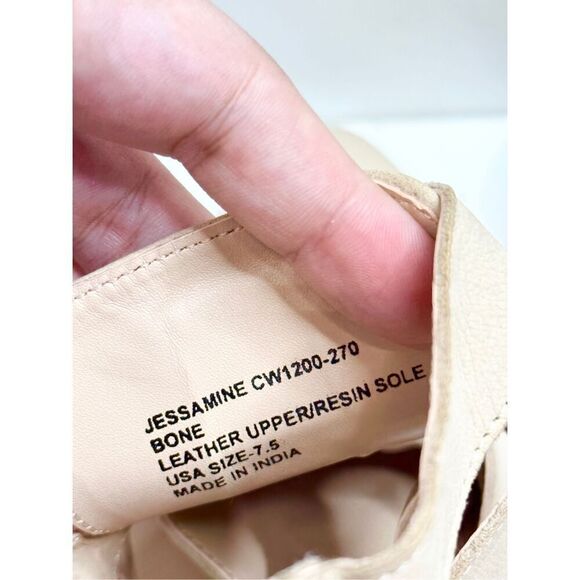 JESSAMINE CW1200-270
BONE
LEATHER UPPER/RESIN SOLE
USA SIZE-7.5
MADE IN INDIA